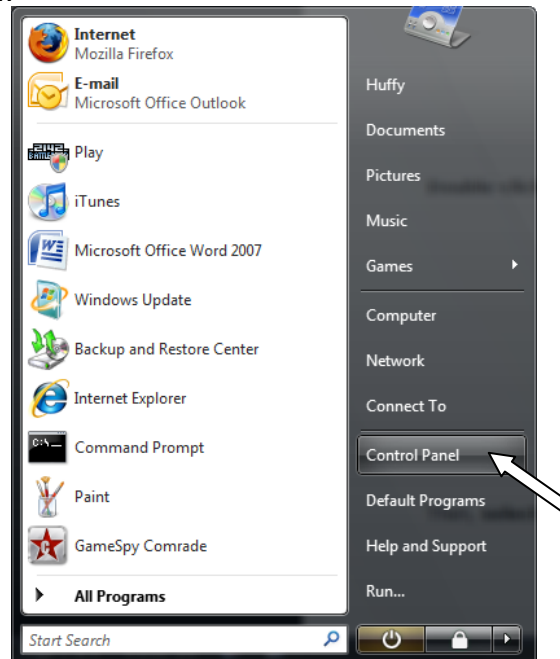 Internet
Mozilla Firefox
E-mail
Microsoft Office Outlook
Play
iTunes
Microsoft Office Word 2007
Windows Update
Backup and Restore Center
Internet Explorer
Command Prompt
Paint
GameSpy Comrade
All Programs
Start Search
Huffy
Documents
Pictures
Music
Games
Computer
Network
Connect To
Control Panel
Default Programs
Help and Support
Run...